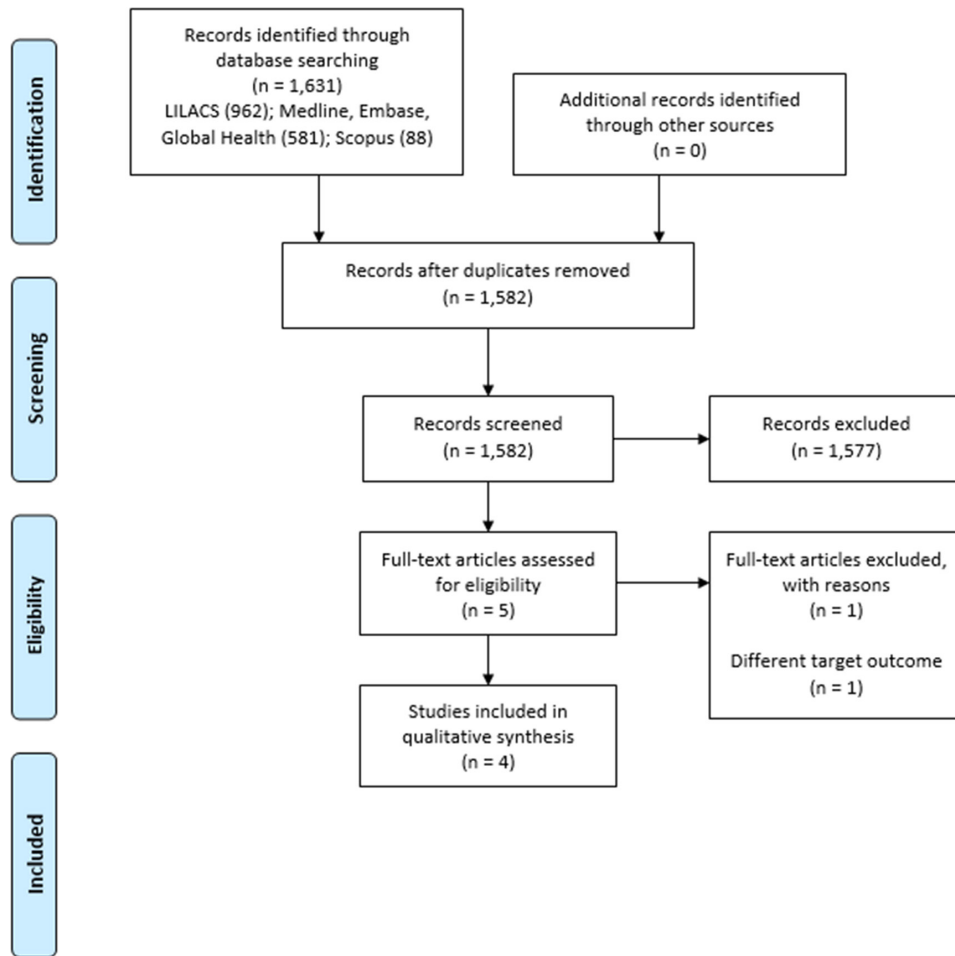 Identification
Records identified through
database searching
(n = 1,631)
LILACS (962); Medline, Embase,
Global Health (581); Scopus (88)
Additional records identified
through other sources
(n = 0)
Records after duplicates removed
(n = 1,582)
Screening
Records screened
(n = 1,582)
Records excluded
(n = 1,577)
Eligibility
Full-text articles assessed
for eligibility
(n = 5)
Full-text articles excluded,
with reasons
(n = 1)
Different target outcome
(n = 1)
Studies included in
qualitative synthesis
(n = 4)
Included